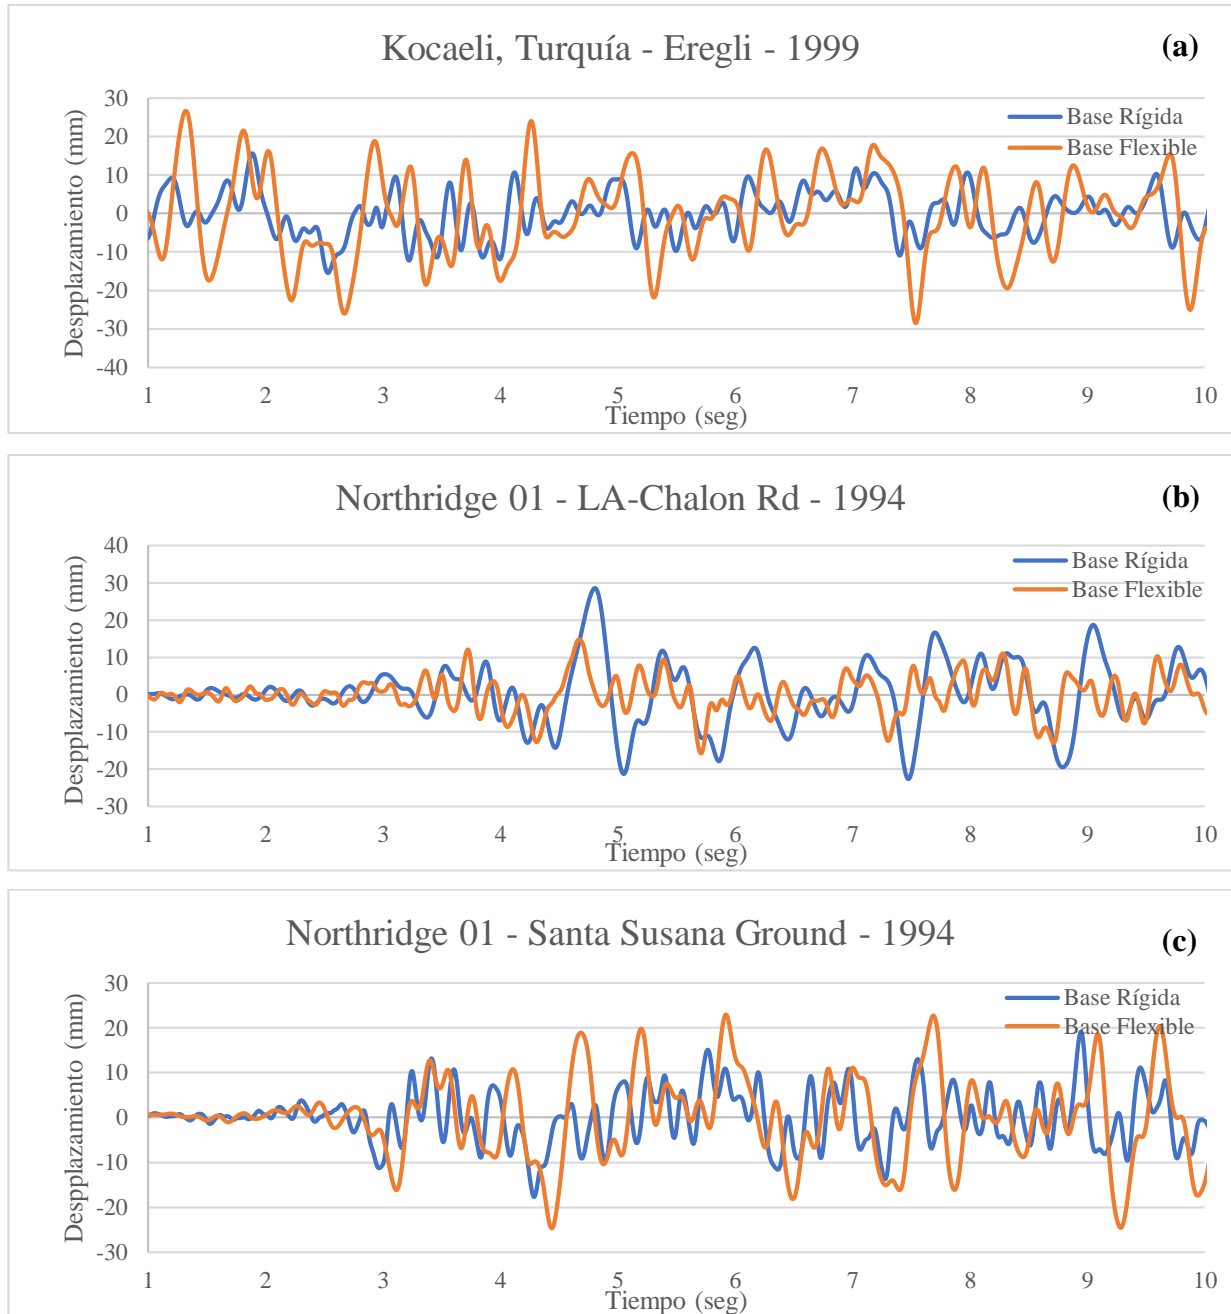 Kocaeli, Turquía - Eregli - 1999
(a)
Despplazamiento (mm)
30
20
10
0
-10
-20
-30
-40
Base Rígida
Base Flexible
1 2 3 4 5 6 7 8 9 10
Tiempo (seg)
Northridge 01 - LA-Chalon Rd - 1994
(b)
Despplazamiento (mm)
40
30
20
10
0
-10
-20
-30
Base Rígida
Base Flexible
1 2 3 4 5 6 7 8 9 10
Tiempo (seg)
Northridge 01 - Santa Susana Ground - 1994
(c)
Despplazamiento (mm)
30
20
10
0
-10
-20
-30
Base Rígida
Base Flexible
1 2 3 4 5 6 7 8 9 10
Tiempo (seg)